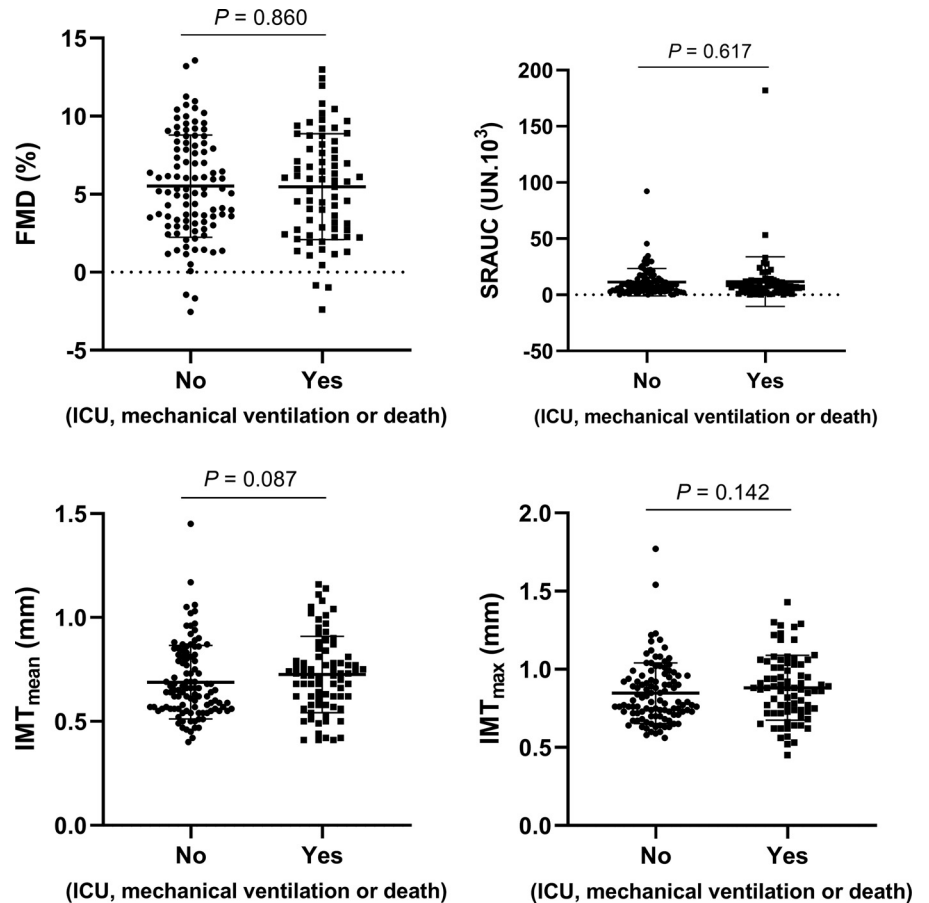 P = 0.860
15
10
5
0
-5
FMD (%)
No
Yes
(ICU, mechanical ventilation or death)
P = 0.617
200
150
100
50
0
-50
SRAUC (UN.10³)
No
Yes
(ICU, mechanical ventilation or death)
P = 0.087
1.5
1.0
0.5
0.0
IMTmean (mm)
No
Yes
(ICU, mechanical ventilation or death)
P = 0.142
2.0
1.5
1.0
0.5
0.0
IMTmax (mm)
No
Yes
(ICU, mechanical ventilation or death)